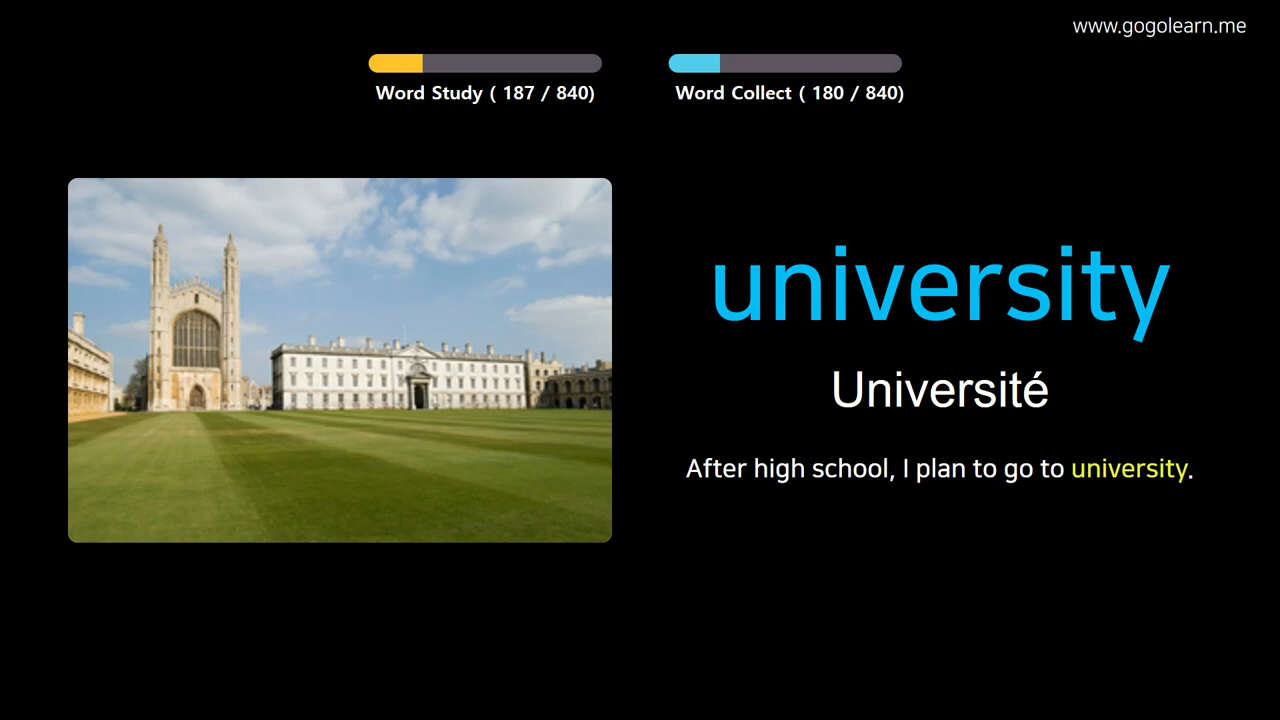 www.gogolearn.me
Word Study ( 187 / 840)
Word Collect ( 180 / 840)
university
Université
After high school, I plan to go to university.